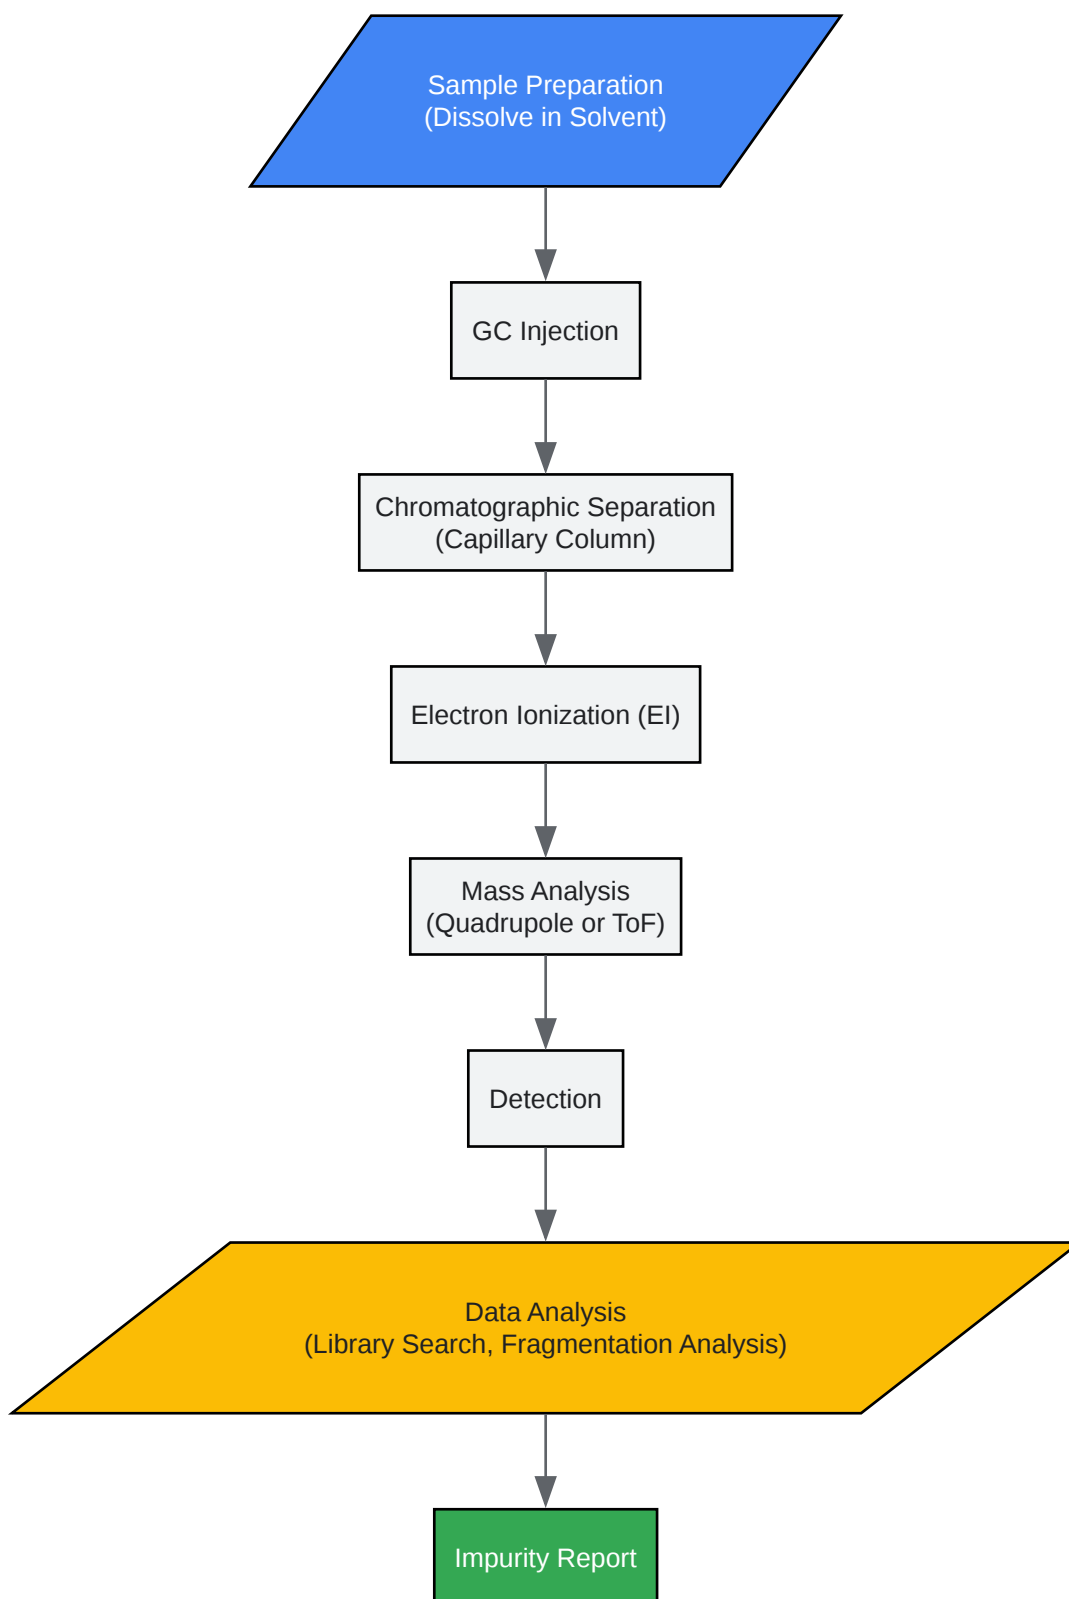 Sample Preparation
(Dissolve in Solvent)
GC Injection
Chromatographic Separation
(Capillary Column)
Electron Ionization (EI)
Mass Analysis
(Quadrupole or ToF)
Detection
Data Analysis
(Library Search, Fragmentation Analysis)
Impurity Report